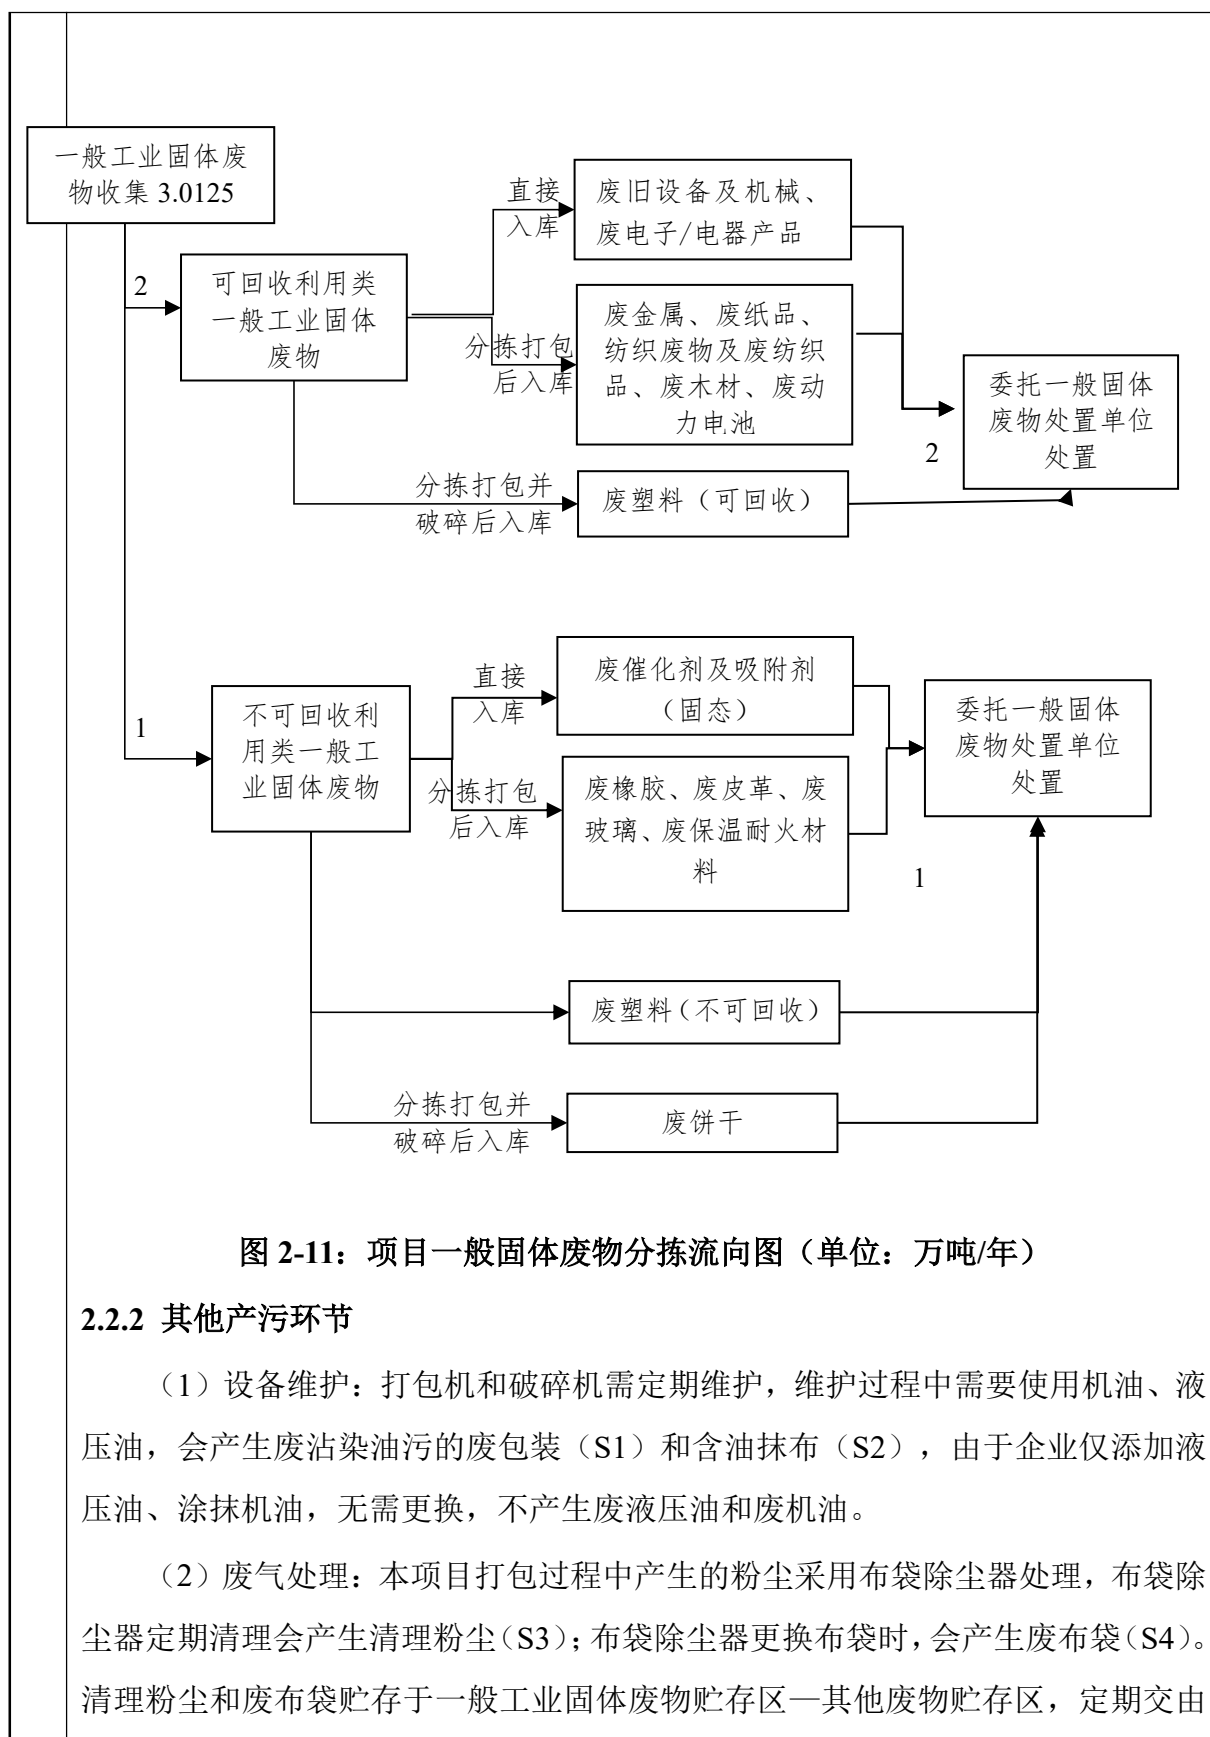 一般工业固体废
物收集 3.0125
2
可回收利用类
一般工业固体
废物
直接
入库
废旧设备及机械、
废电子/电器产品
分拣打包
后入库
废金属、废纸品、
纺织废物及废纺织
品、废木材、废动
力电池
分拣打包并
破碎后入库
废塑料（可回收）
2
委托一般固体
废物处置单位
处置
1
不可回收利
用类一般工
业固体废物
直接
入库
废催化剂及吸附剂
（固态）
分拣打包
后入库
废橡胶、废皮革、废
玻璃、废保温耐火材
料
委托一般固体
废物处置单位
处置
1
废塑料（不可回收）
分拣打包并
破碎后入库
废饼干
图 2-11：项目一般固体废物分拣流向图（单位：万吨/年）
2.2.2 其他产污环节
（1）设备维护：打包机和破碎机需定期维护，维护过程中需要使用机油、液
压油，会产生废沾染油污的废包装（S1）和含油抹布（S2），由于企业仅添加液
压油、涂抹机油，无需更换，不产生废液压油和废机油。
（2）废气处理：本项目打包过程中产生的粉尘采用布袋除尘器处理，布袋除
尘器定期清理会产生清理粉尘（S3）；布袋除尘器更换布袋时，会产生废布袋（S4）。
清理粉尘和废布袋贮存于一般工业固体废物贮存区—其他废物贮存区，定期交由